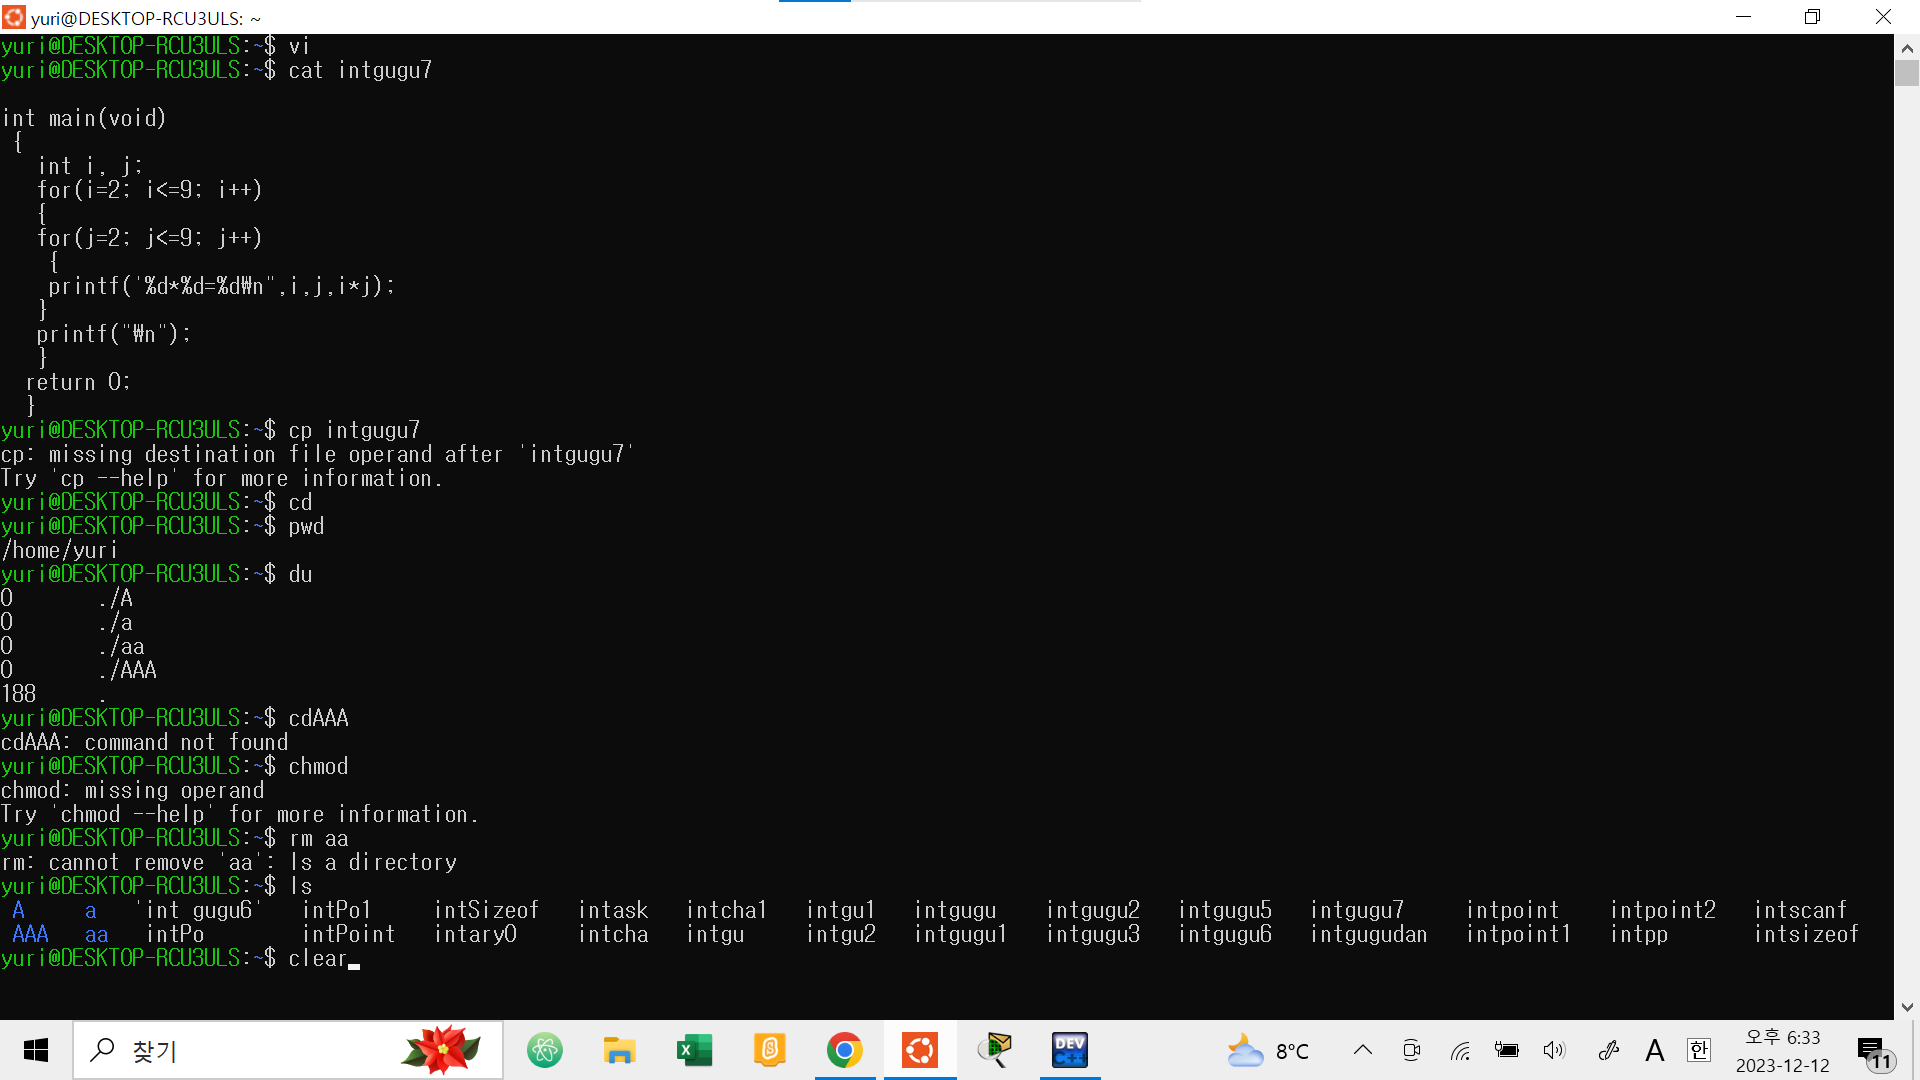 yuri@DESKTOP-RCU3ULS: ~
yuri@DESKTOP-RCU3ULS:~$ vi
yuri@DESKTOP-RCU3ULS:~$ cat intgugu7
int main(void)
{
int i, j;
for(i=2; i<=9; i++)
{
for(j=2; j<=9; j++)
{
printf('%d*%d=%d₩n",i,j,i*j);
}
printf("₩n");
}
return 0;
}
yuri@DESKTOP-RCU3ULS:~$ cp intgugu7
cp: missing destination file operand after 'intgugu7'
Try 'cp --help' for more information.
yuri@DESKTOP-RCU3ULS:~$ cd
yuri@DESKTOP-RCU3ULS:~$ pwd
/home/yuri
yuri@DESKTOP-RCU3ULS:~$ du
0 ./A
0 ./a
0 ./aa
0 ./AAA
188 .
yuri@DESKTOP-RCU3ULS:~$ cdAAA
cdAAA: command not found
yuri@DESKTOP-RCU3ULS:~$ chmod
chmod: missing operand
Try 'chmod --help' for more information.
yuri@DESKTOP-RCU3ULS:~$ rm aa
rm: cannot remove 'aa': Is a directory
yuri@DESKTOP-RCU3ULS:~$ ls
A a 'int gugu6' intPo1 intSizeof intask intcha1 intgu1 intgugu intgugu2 intgugu5 intgugu7 intpoint intpoint2 intscanf
AAA aa intPo intPoint intary0 intcha intgu intgu2 intgugu1 intgugu3 intgugu6 intgugudan intpoint1 intpp intsizeof
yuri@DESKTOP-RCU3ULS:~$ clear
찾기
DEV
C++
8°C
A
한
오후 6:33
2023-12-12
11